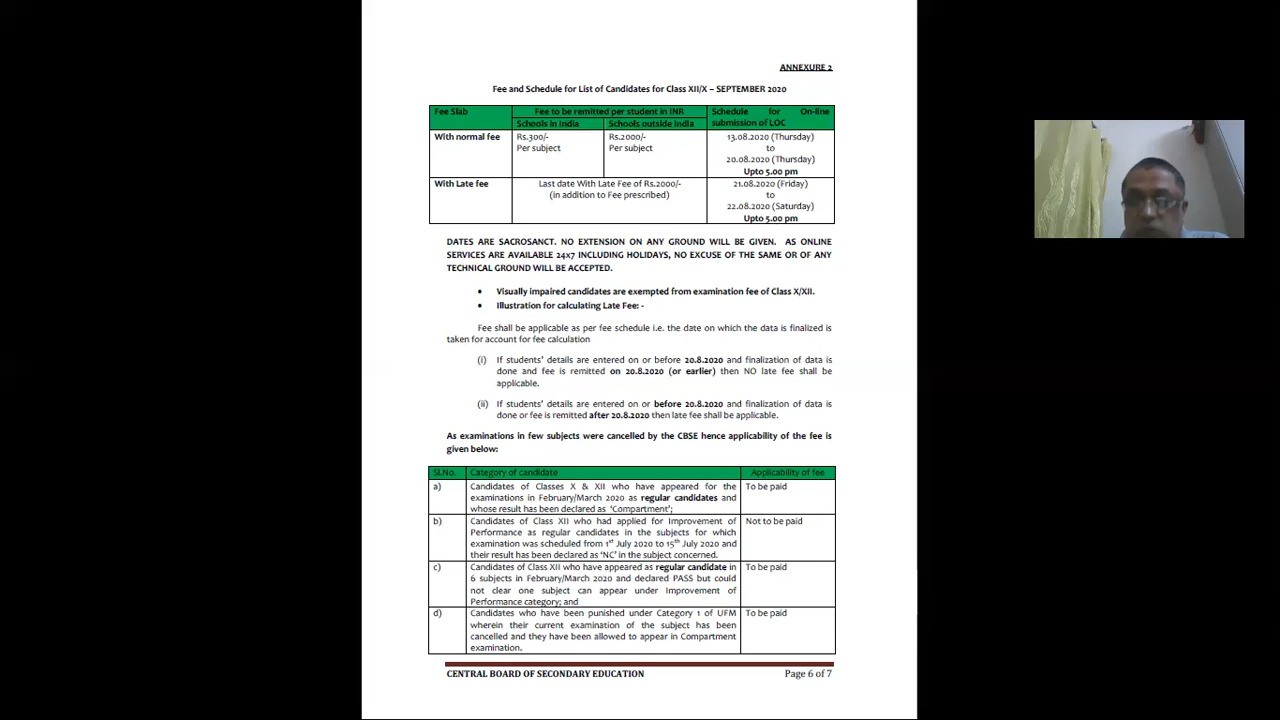 ANNEXURE 2
Fee and Schedule for List of Candidates for Class XII/X – SEPTEMBER 2020
Fee Slab
Fee to be remitted per student in INR
Schedule for On-line
submission of LOC
Schools in India
Schools outside India
With normal fee
Rs.300/-
Per subject
Rs.2000/-
Per subject
13.08.2020 (Thursday)
to
20.08.2020 (Thursday)
Upto 5.00 pm
With Late fee
Last date With Late Fee of Rs.2000/-
(in addition to Fee prescribed)
21.08.2020 (Friday)
to
22.08.2020 (Saturday)
Upto 5.00 pm
DATES ARE SACROSANCT. NO EXTENSION ON ANY GROUND WILL BE GIVEN. AS ONLINE
SERVICES ARE AVAILABLE 24x7 INCLUDING HOLIDAYS, NO EXCUSE OF THE SAME OR OF ANY
TECHNICAL GROUND WILL BE ACCEPTED.
• Visually impaired candidates are exempted from examination fee of Class X/XII.
• Illustration for calculating Late Fee: -
Fee shall be applicable as per fee schedule i.e. the date on which the data is finalized is
taken for account for fee calculation
(i) If students' details are entered on or before 20.8.2020 and finalization of data is
done and fee is remitted on 20.8.2020 (or earlier) then NO late fee shall be
applicable.
(ii) If students' details are entered on or before 20.8.2020 and finalization of data is
done or fee is remitted after 20.8.2020 then late fee shall be applicable.
As examinations in few subjects were cancelled by the CBSE hence applicability of the fee is
given below:
Sl.No. Category of candidate Applicability of fee
a) Candidates of Classes X & XII who have appeared for the To be paid
examinations in February/March 2020 as regular candidates and
whose result has been declared as 'Compartment';
b) Candidates of Class XII who had applied for Improvement of Not to be paid
Performance as regular candidates in the subjects for which
examination was scheduled from 1st July 2020 to 15th July 2020 and
their result has been declared as 'NC' in the subject concerned.
c) Candidates of Class XII who have appeared as regular candidate in To be paid
6 subjects in February/March 2020 and declared PASS but could
not clear one subject can appear under Improvement of
Performance category; and
d) Candidates who have been punished under Category 1 of UFM To be paid
wherein their current examination of the subject has been
cancelled and they have been allowed to appear in Compartment
examination.
CENTRAL BOARD OF SECONDARY EDUCATION Page 6 of 7